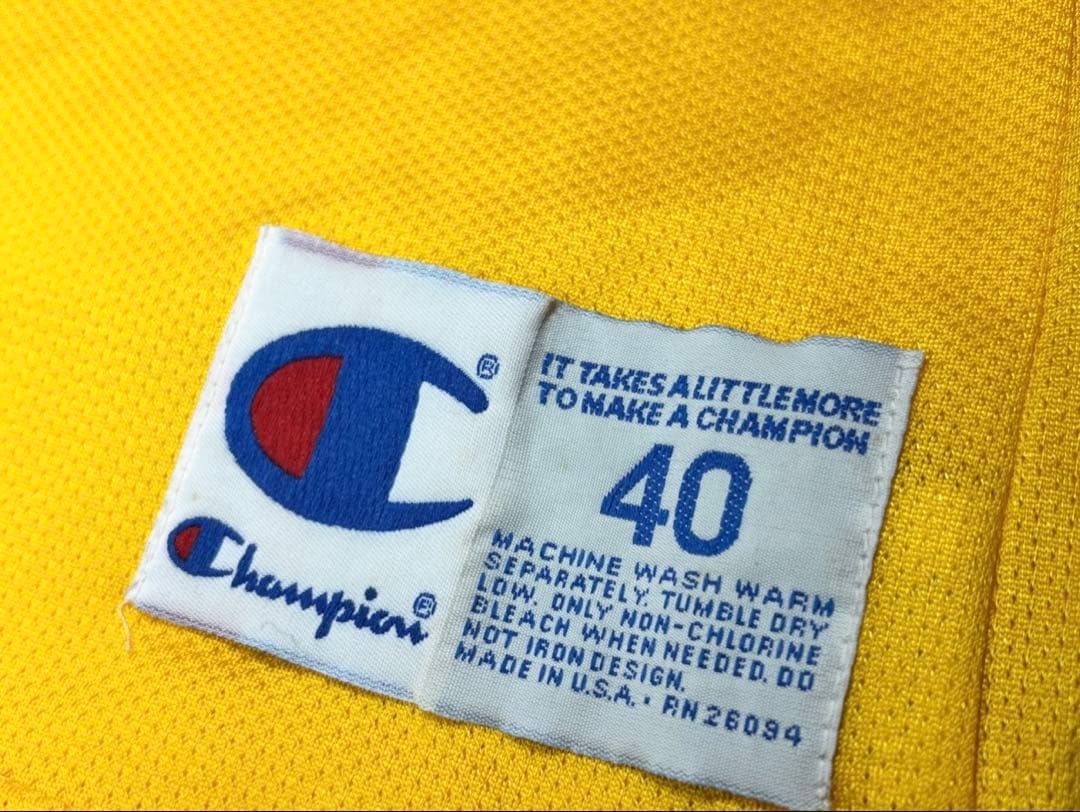 ®
Champion®
IT TAKES A LITTLE MORE
TO MAKE A CHAMPION
40
MACHINE WASH WARM
SEPARATELY. TUMBLE DRY
LOW. ONLY NON-CHLORINE
BLEACH WHEN NEEDED. DO
NOT IRON DESIGN.
MADE IN U.S.A. • RN 26094